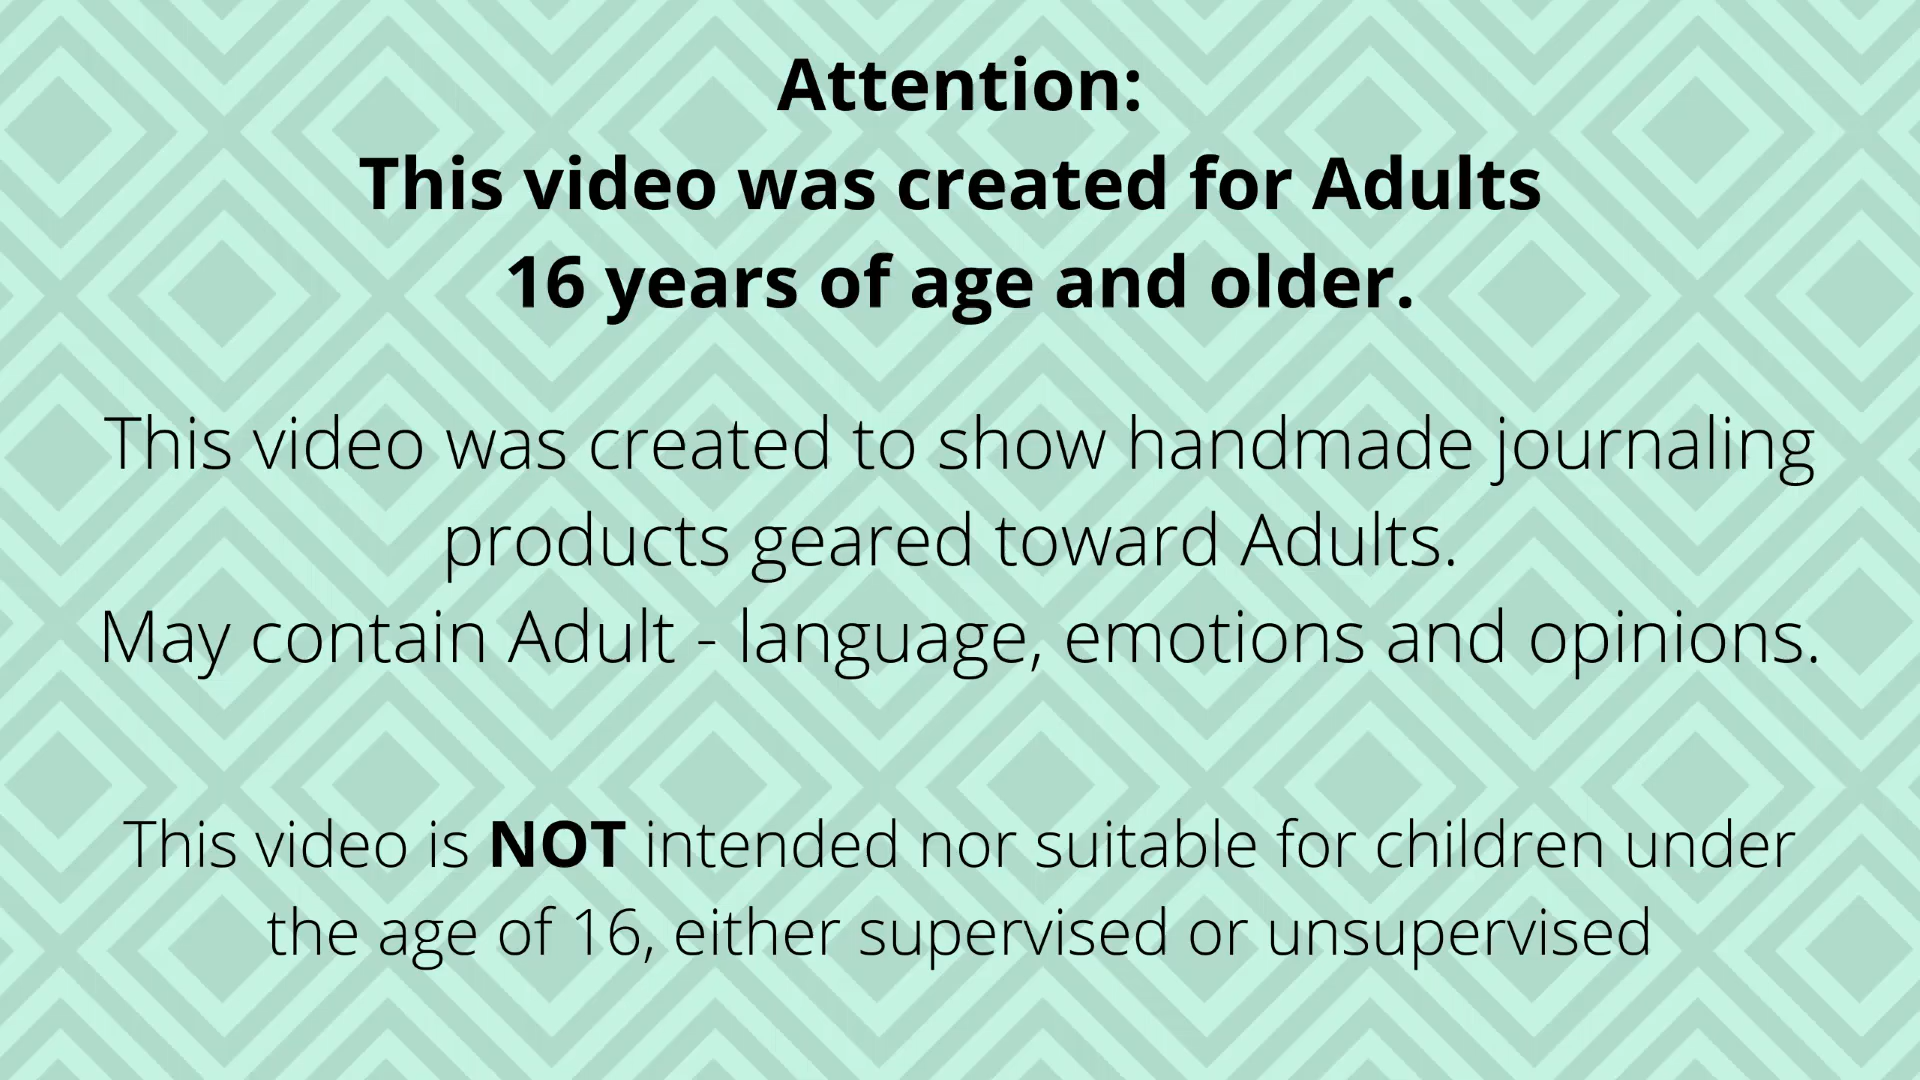 Attention:
This video was created for Adults
16 years of age and older.
This video was created to show handmade journaling
products geared toward Adults.
May contain Adult - language, emotions and opinions.
This video is NOT intended nor suitable for children under
the age of 16, either supervised or unsupervised